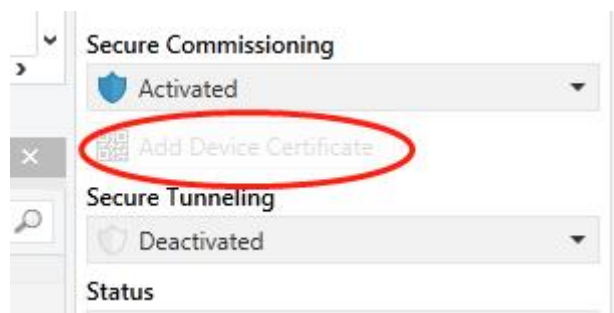 Secure Commissioning
Activated
Add Device Certificate
Secure Tunneling
Deactivated
Status